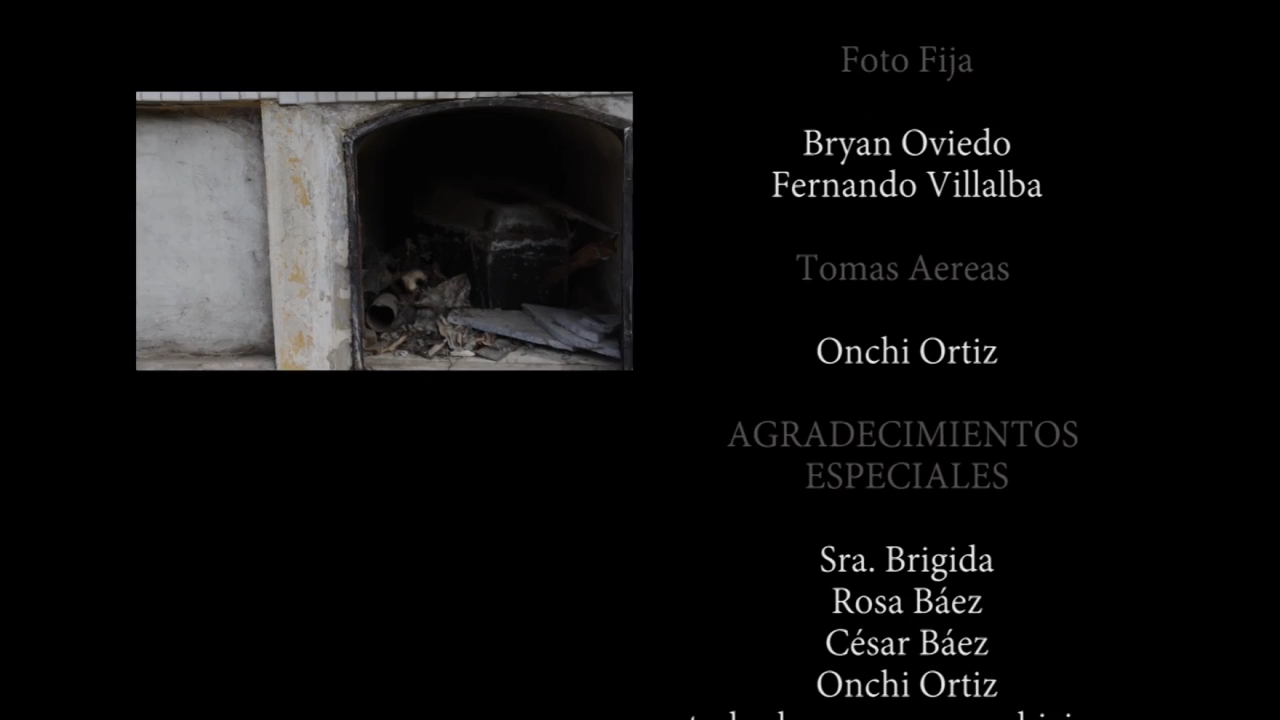 Foto Fija
Bryan Oviedo
Fernando Villalba
Tomas Aereas
Onchi Ortiz
AGRADECIMIENTOS
ESPECIALES
Sra. Brigida
Rosa Báez
César Báez
Onchi Ortiz